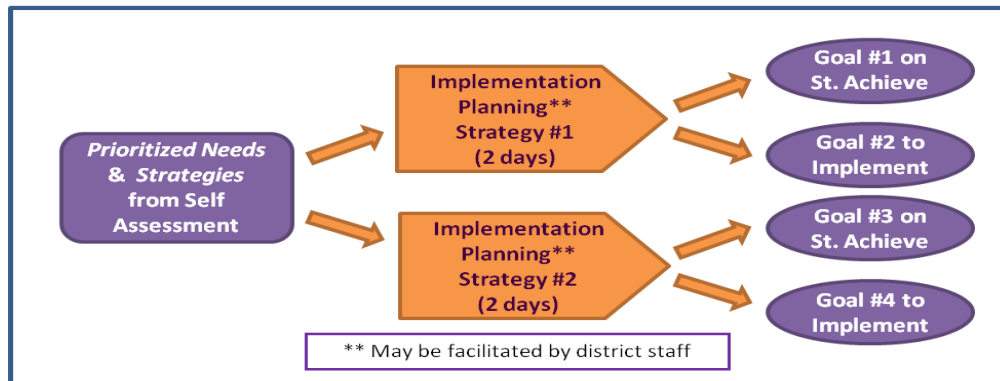 Prioritized Needs
& Strategies
from Self
Assessment
Implementation
Planning**
Strategy #1
(2 days)
Goal #1 on
St. Achieve
Goal #2 to
Implement
Implementation
Planning**
Strategy #2
(2 days)
Goal #3 on
St. Achieve
Goal #4 to
Implement
** May be facilitated by district staff